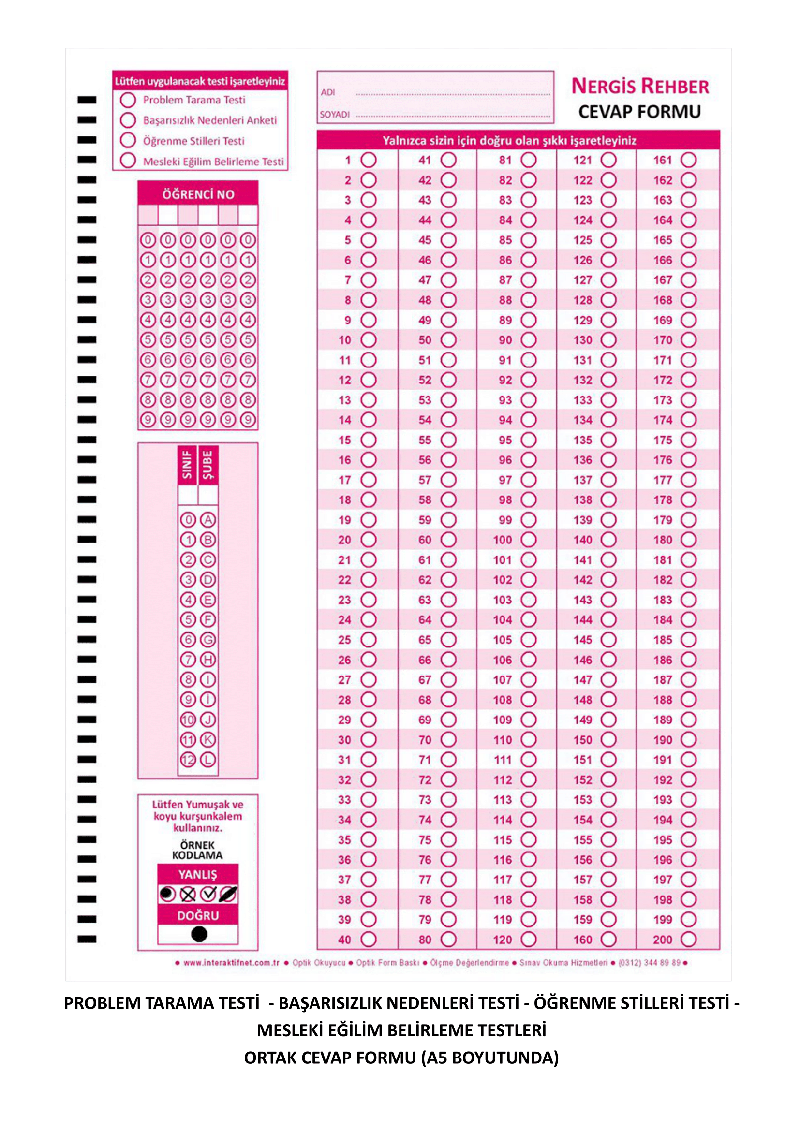 Lütfen uygulanacak testi işaretleyiniz
Problem Tarama Testi
Başarısızlık Nedenleri Anketi
Öğrenme Stilleri Testi
Mesleki Eğilim Belirleme Testi
ADI
SOYADI
NERGİS REHBER
CEVAP FORMU
ÖĞRENCİ NO
0 0 0 0 0 0
1 1 1 1 1 1
2 2 2 2 2 2
3 3 3 3 3 3
4 4 4 4 4 4
5 5 5 5 5 5
6 6 6 6 6 6
7 7 7 7 7 7
8 8 8 8 8 8
9 9 9 9 9 9
SINIF ŞUBE
0 A
1 B
2 C
3 D
4 E
5 F
6 G
7 H
8 I
9 I
10 J
11 K
12 L
Lütfen Yumuşak ve
koyu kurşunkalem
kullanınız.
ÖRNEK
KODLAMA
YANLIŞ
DOĞRU
Yalnızca sizin için doğru olan şıkkı işaretleyiniz
1 41 81 121 161
2 42 82 122 162
3 43 83 123 163
4 44 84 124 164
5 45 85 125 165
6 46 86 126 166
7 47 87 127 167
8 48 88 128 168
9 49 89 129 169
10 50 90 130 170
11 51 91 131 171
12 52 92 132 172
13 53 93 133 173
14 54 94 134 174
15 55 95 135 175
16 56 96 136 176
17 57 97 137 177
18 58 98 138 178
19 59 99 139 179
20 60 100 140 180
21 61 101 141 181
22 62 102 142 182
23 63 103 143 183
24 64 104 144 184
25 65 105 145 185
26 66 106 146 186
27 67 107 147 187
28 68 108 148 188
29 69 109 149 189
30 70 110 150 190
31 71 111 151 191
32 72 112 152 192
33 73 113 153 193
34 74 114 154 194
35 75 115 155 195
36 76 116 156 196
37 77 117 157 197
38 78 118 158 198
39 79 119 159 199
40 80 120 160 200
● www.interaktifnet.com.tr ● Optik Okuyucu ● Optik Form Baskı ● Ölçme Değerlendirme ● Sınav Okuma Hizmetleri ● (0312) 344 89 89 ●
PROBLEM TARAMA TESTİ - BAŞARISIZLIK NEDENLERİ TESTİ - ÖĞRENME STİLLERİ TESTİ -
MESLEKİ EĞİLİM BELİRLEME TESTLERİ
ORTAK CEVAP FORMU (A5 BOYUTUNDA)